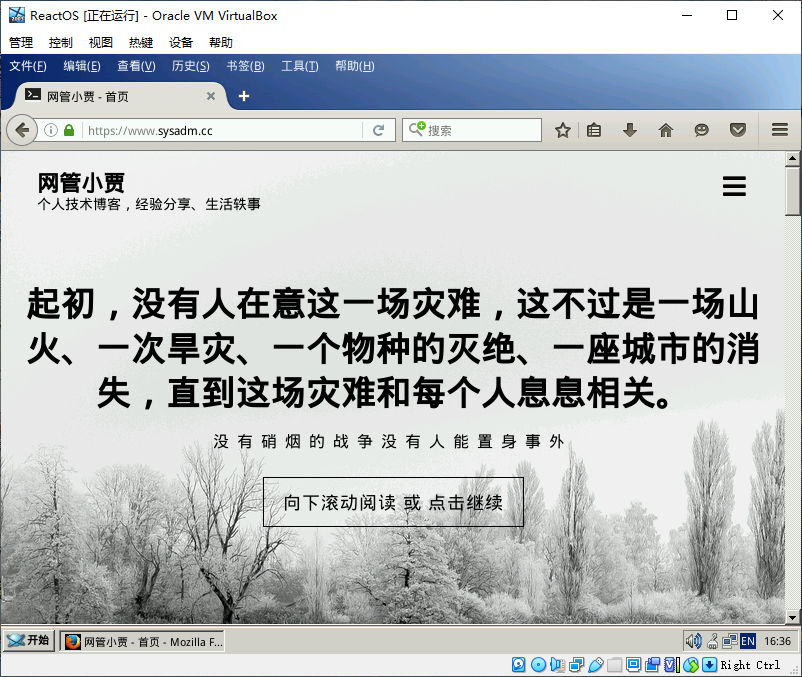 ReactOS [正在运行] - Oracle VM VirtualBox
管理 控制 视图 热键 设备 帮助
文件(F) 编辑(E) 查看(V) 历史(S) 书签(B) 工具(T) 帮助(H)
网管小贾 - 首页
https://www.sysadm.cc 搜索
网管小贾
个人技术博客，经验分享、生活轶事
起初，没有人在意这一场灾难，这不过是一场山
火、一次旱灾、一个物种的灭绝、一座城市的消
失，直到这场灾难和每个人息息相关。
没有硝烟的战争没有人能置身事外
向下滚动阅读 或 点击继续
开始 网管小贾 - 首页 - Mozilla F... EN 16:36
Right Ctrl